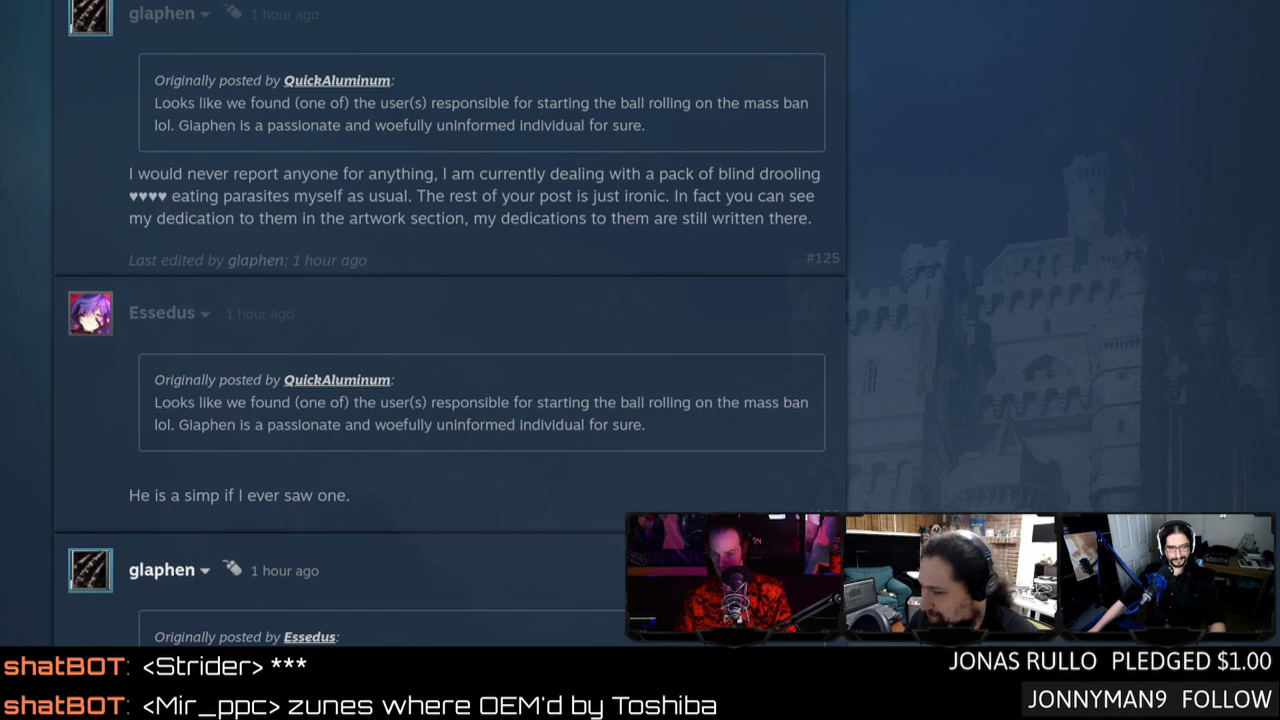 glaphen 1 hour ago
Originally posted by QuickAluminum:
Looks like we found (one of) the user(s) responsible for starting the ball rolling on the mass ban
lol. Glaphen is a passionate and woefully uninformed individual for sure.
I would never report anyone for anything, I am currently dealing with a pack of blind drooling
♥♥♥♥ eating parasites myself as usual. The rest of your post is just ironic. In fact you can see
my dedication to them in the artwork section, my dedications to them are still written there.
Last edited by glaphen; 1 hour ago
#125
Essedus 1 hour ago
Originally posted by QuickAluminum:
Looks like we found (one of) the user(s) responsible for starting the ball rolling on the mass ban
lol. Glaphen is a passionate and woefully uninformed individual for sure.
He is a simp if I ever saw one.
glaphen 1 hour ago
Originally posted by Essedus:
shatBOT: <Strider> ***
JONAS RULLO PLEDGED $1.00
shatBOT: <Mir_ppc> zunes where OEM'd by Toshiba
JONNYMAN9 FOLLOW